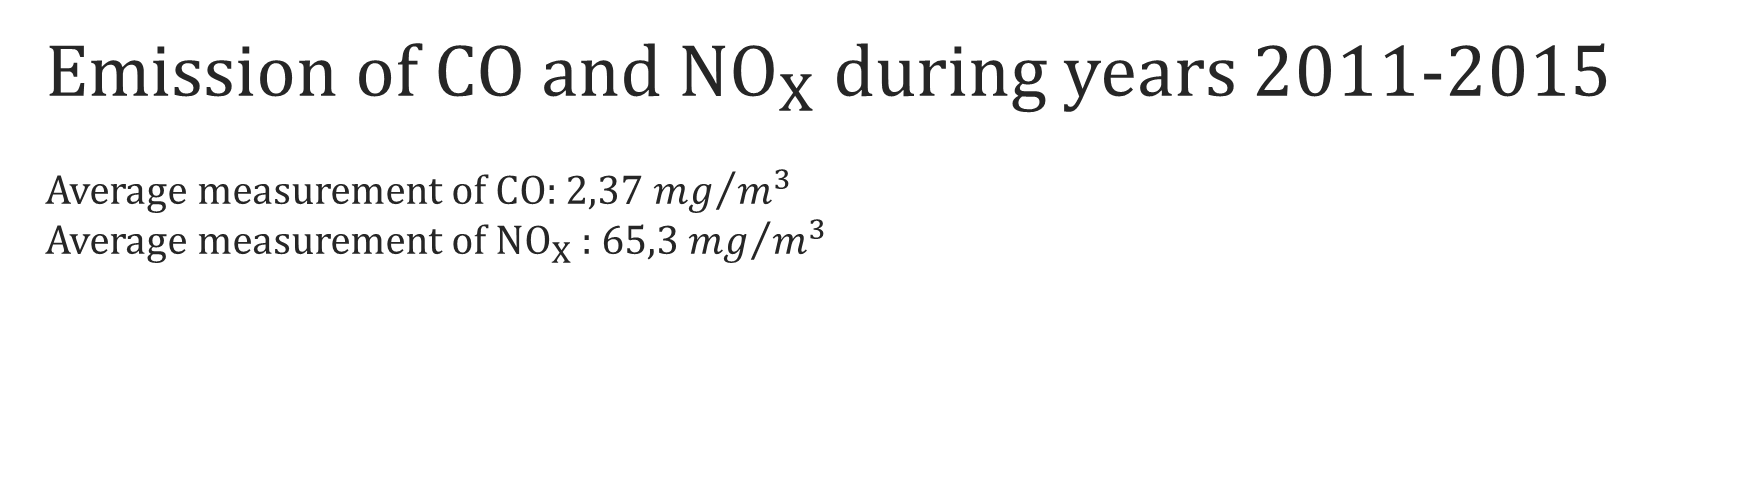 Emission of CO and NOₓ during years 2011-2015
Average measurement of CO: 2,37 mg/m³
Average measurement of NOₓ : 65,3 mg/m³